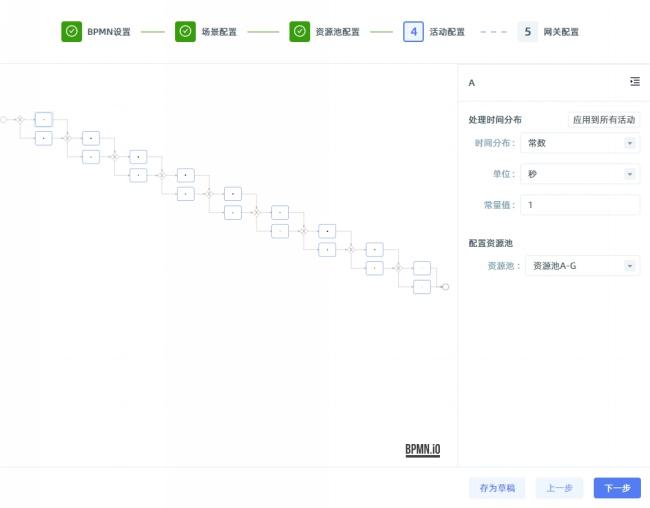 BPMN设置
场景配置
资源池配置
4 活动配置
5 网关配置
A
处理时间分布 应用到所有活动
时间分布： 常数
单位： 秒
常量值： 1
配置资源池
资源池： 资源池A-G
BPMN.iO
存为草稿 上一步 下一步